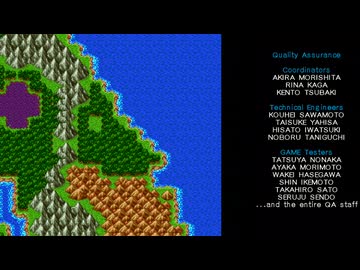 Quality Assurance
Coordinators
AKIRA MORISHITA
RINA KAGA
KENTO TSUBAKI
Technical Engineers
KOUHEI SAWAMOTO
TAISUKE YAHISA
HISATO IWATSUKI
NOBORU TANIGUCHI
GAME Testers
TATSUYA NONAKA
AYAKA MORIMOTO
WAKEI HASEGAWA
SHIN IKEMOTO
TAKAHIRO SATO
SERUJU SENDO
...and the entire QA staff